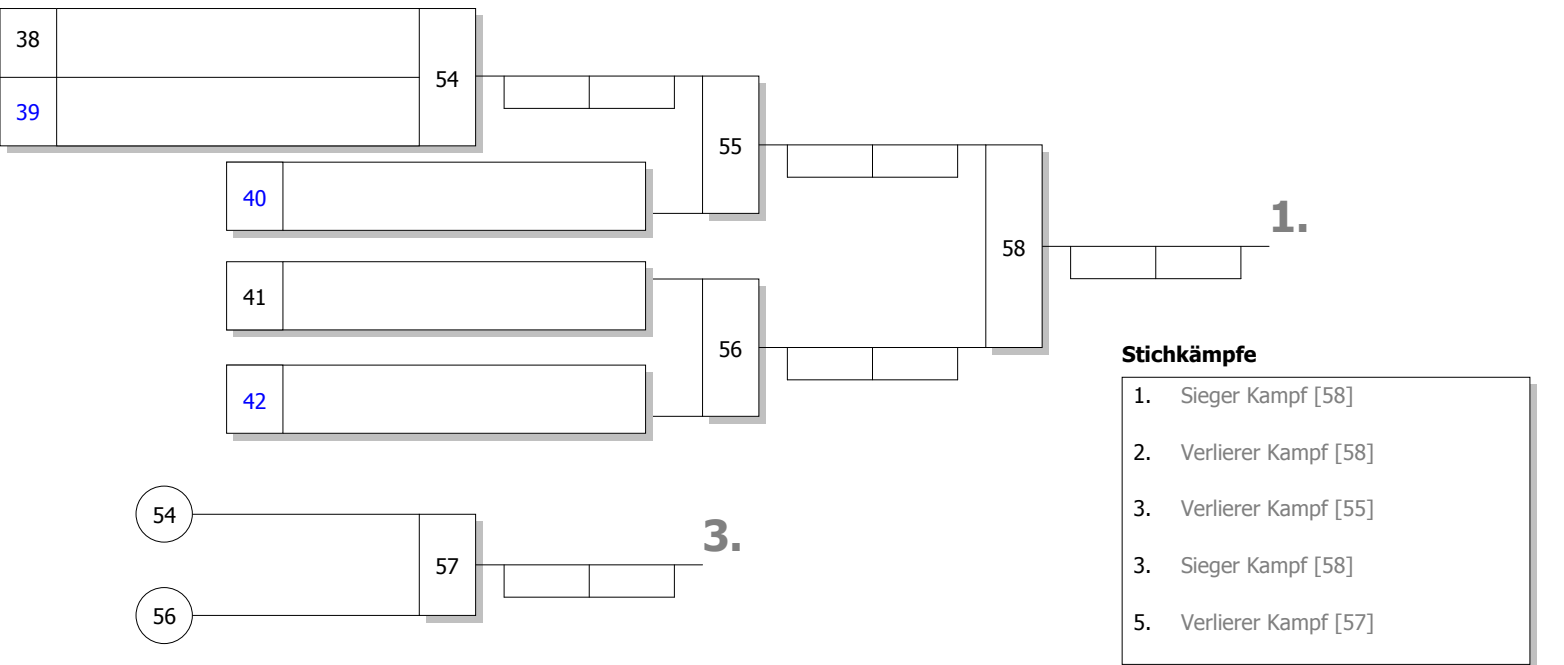 38
54
39
55
40
1.
58
41
56
42
Stichkämpfe
1. Sieger Kampf [58]
2. Verlierer Kampf [58]
3. Verlierer Kampf [55]
3. Sieger Kampf [58]
5. Verlierer Kampf [57]
54
3.
57
56